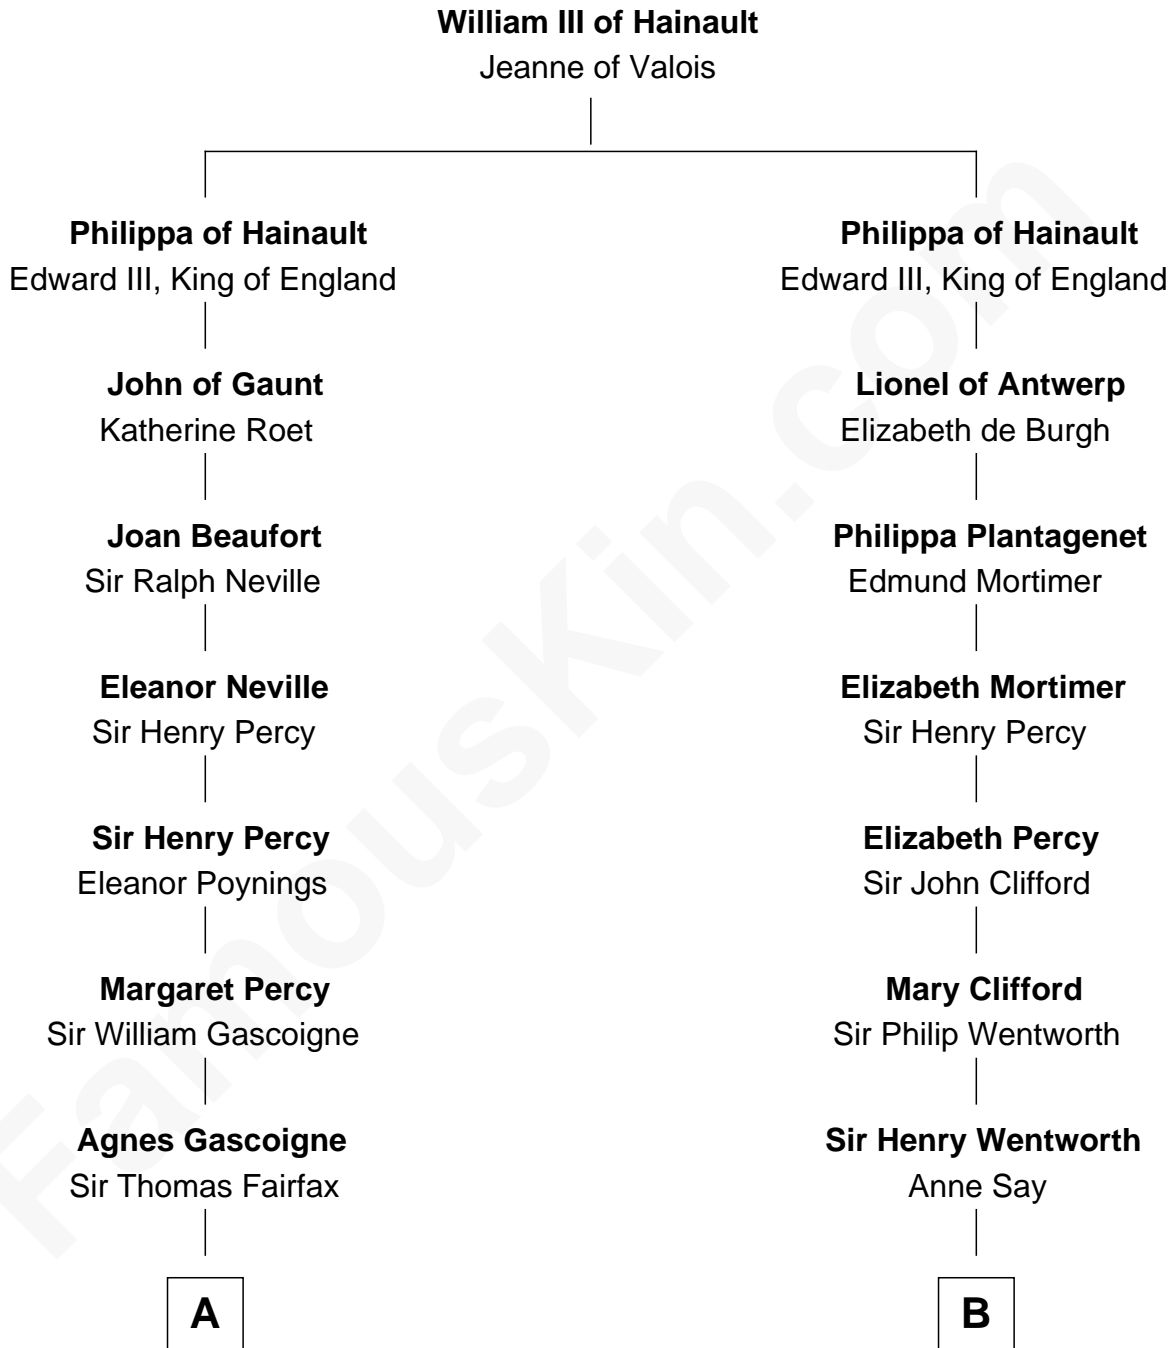 William III of Hainault
Jeanne of Valois
Philippa of Hainault
Edward III, King of England
John of Gaunt
Katherine Roet
Joan Beaufort
Sir Ralph Neville
Eleanor Neville
Sir Henry Percy
Sir Henry Percy
Eleanor Poynings
Margaret Percy
Sir William Gascoigne
Agnes Gascoigne
Sir Thomas Fairfax
A
Philippa of Hainault
Edward III, King of England
Lionel of Antwerp
Elizabeth de Burgh
Philippa Plantagenet
Edmund Mortimer
Elizabeth Mortimer
Sir Henry Percy
Elizabeth Percy
Sir John Clifford
Mary Clifford
Sir Philip Wentworth
Sir Henry Wentworth
Anne Say
B
FamousKin.com